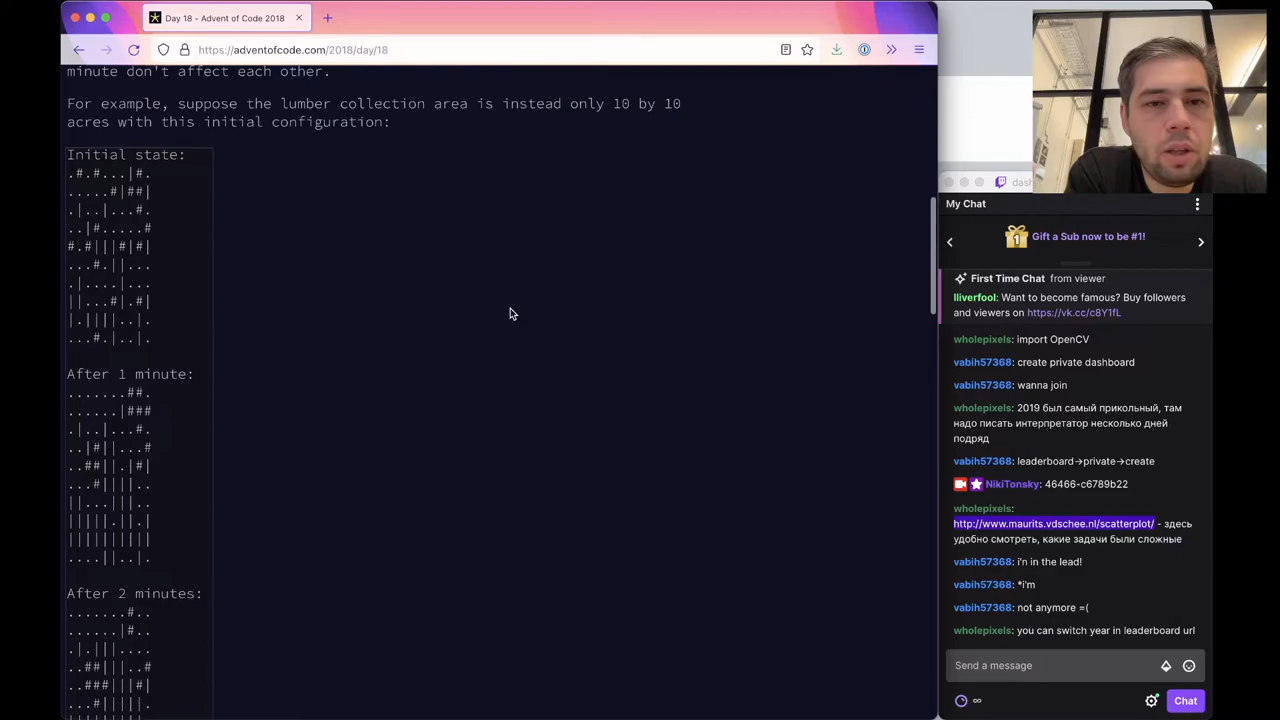 Day 18 - Advent of Code 2018
https://adventofcode.com/2018/day/18
minute don't affect each other.
For example, suppose the lumber collection area is instead only 10 by 10
acres with this initial configuration:
Initial state:
.#.#...|#.
.....#|##|
.|..|...#.
..|#.....#
#.#|||#|#|
...#.||...
.|....|...
||...#|.#|
|.||||..|.
...#.|..|.
After 1 minute:
.......##.
......|###
.|..|...#.
..|#||...#
..##||.|#|
...#||||..
||...|||..
|||||.||.|
||||||||||
....||..|.
After 2 minutes:
.......#..
......|#..
.|.|||....
..##|||..#
..###|||#|
...#|||||.
dash
My Chat
Gift a Sub now to be #1!
First Time Chat from viewer
lliverfool: Want to become famous? Buy followers
and viewers on https://vk.cc/c8Y1fL
wholepixels: import OpenCV
vabih57368: create private dashboard
vabih57368: wanna join
wholepixels: 2019 был самый прикольный, там
надо писать интерпретатор несколько дней
подряд
vabih57368: leaderboard→private→create
NikiTonsky: 46466-c6789b22
wholepixels:
http://www.maurits.vdschee.nl/scatterplot/ - здесь
удобно смотреть, какие задачи были сложные
vabih57368: i'n in the lead!
vabih57368: *i'm
vabih57368: not anymore =(
wholepixels: you can switch year in leaderboard url
Send a message
Chat